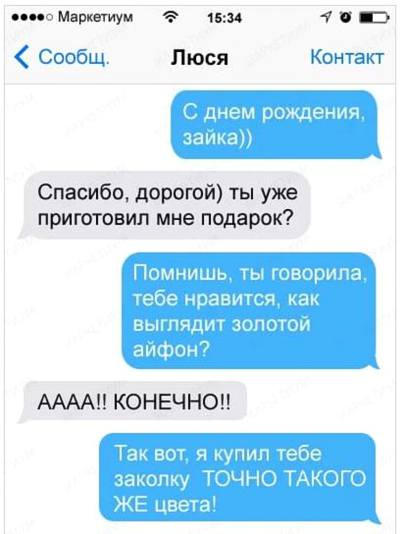 Маркетиум 15:34
Сообщ. Люся Контакт
С днем рождения,
зайка))
Спасибо, дорогой) ты уже
приготовил мне подарок?
Помнишь, ты говорила,
тебе нравится, как
выглядит золотой
айфон?
АААА!! КОНЕЧНО!!
Так вот, я купил тебе
заколку ТОЧНО ТАКОГО
ЖЕ цвета!